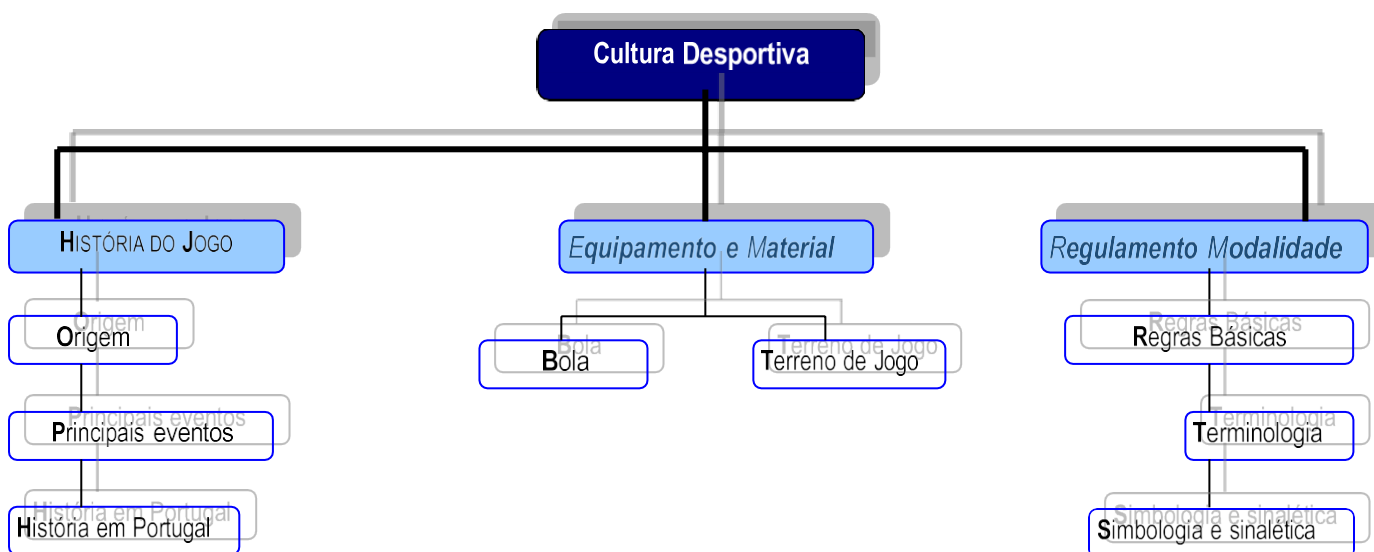 Cultura Desportiva
HISTÓRIA DO JOGO
Origem
Principais eventos
História em Portugal
Equipamento e Material
Bola
Terreno de Jogo
Regulamento Modalidade
Regras Básicas
Terminologia
Simbologia e sinalética